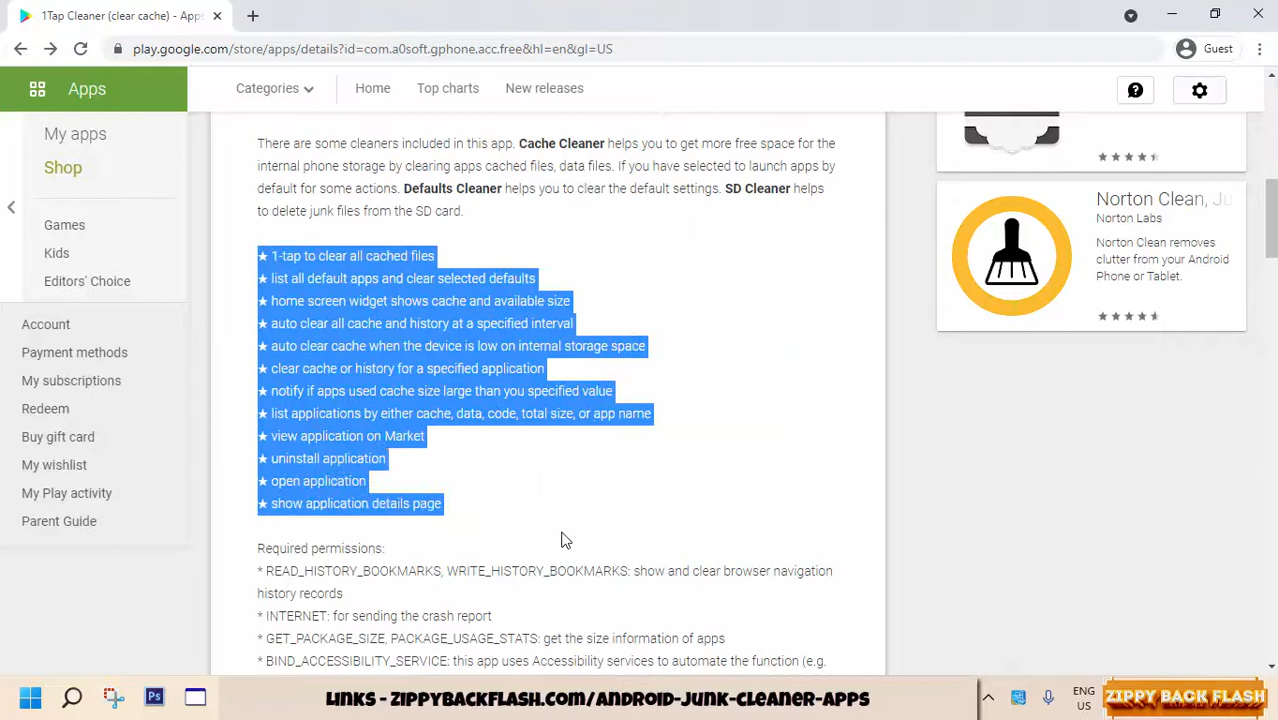 1Tap Cleaner (clear cache) - Apps
play.google.com/store/apps/details?id=com.a0soft.gphone.acc.free&hl=en&gl=US
Guest
Apps
Categories
Home
Top charts
New releases
My apps
Shop
Games
Kids
Editors' Choice
Account
Payment methods
My subscriptions
Redeem
Buy gift card
My wishlist
My Play activity
Parent Guide
There are some cleaners included in this app. Cache Cleaner helps you to get more free space for the
internal phone storage by clearing apps cached files, data files. If you have selected to launch apps by
default for some actions. Defaults Cleaner helps you to clear the default settings. SD Cleaner helps
to delete junk files from the SD card.
★ 1-tap to clear all cached files
★ list all default apps and clear selected defaults
★ home screen widget shows cache and available size
★ auto clear all cache and history at a specified interval
★ auto clear cache when the device is low on internal storage space
★ clear cache or history for a specified application
★ notify if apps used cache size large than you specified value
★ list applications by either cache, data, code, total size, or app name
★ view application on Market
★ uninstall application
★ open application
★ show application details page
Required permissions:
* READ_HISTORY_BOOKMARKS, WRITE_HISTORY_BOOKMARKS: show and clear browser navigation
history records
* INTERNET: for sending the crash report
* GET_PACKAGE_SIZE, PACKAGE_USAGE_STATS: get the size information of apps
* BIND_ACCESSIBILITY_SERVICE: this app uses Accessibility services to automate the function (e.g.
Norton Clean, Ju
Norton Labs
Norton Clean removes
clutter from your Android
Phone or Tablet.
Ps
LINKS - ZIPPYBACKFLASH.COM/ANDROID-JUNK-CLEANER-APPS
ENG
US
ZIPPY BACK FLASH